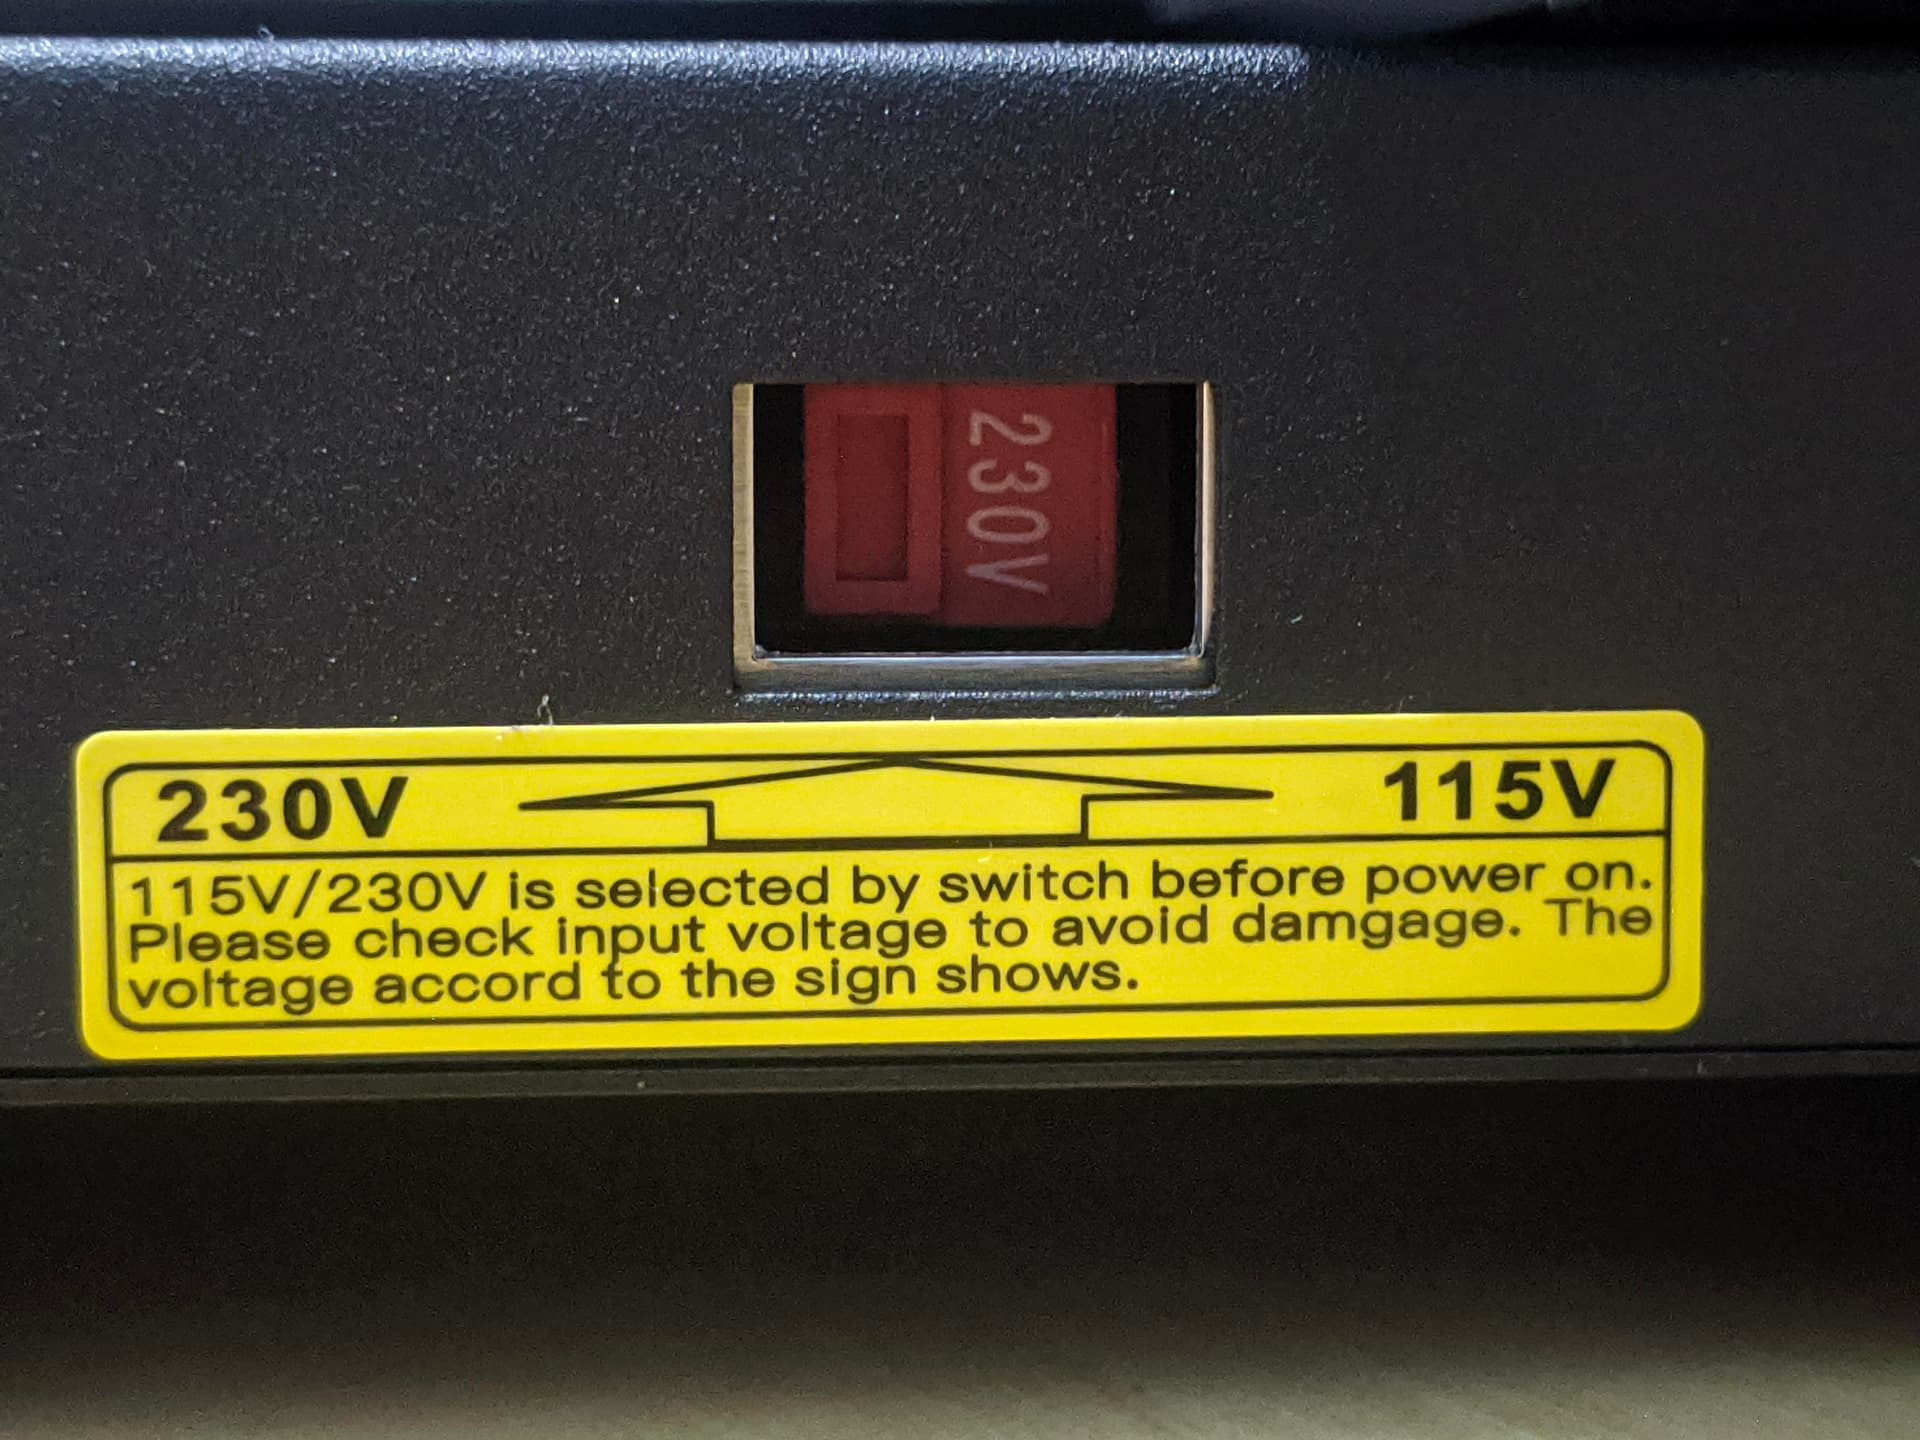 230V
230V 115V
115V/230V is selected by switch before power on.
Please check input voltage to avoid damgage. The
voltage accord to the sign shows.